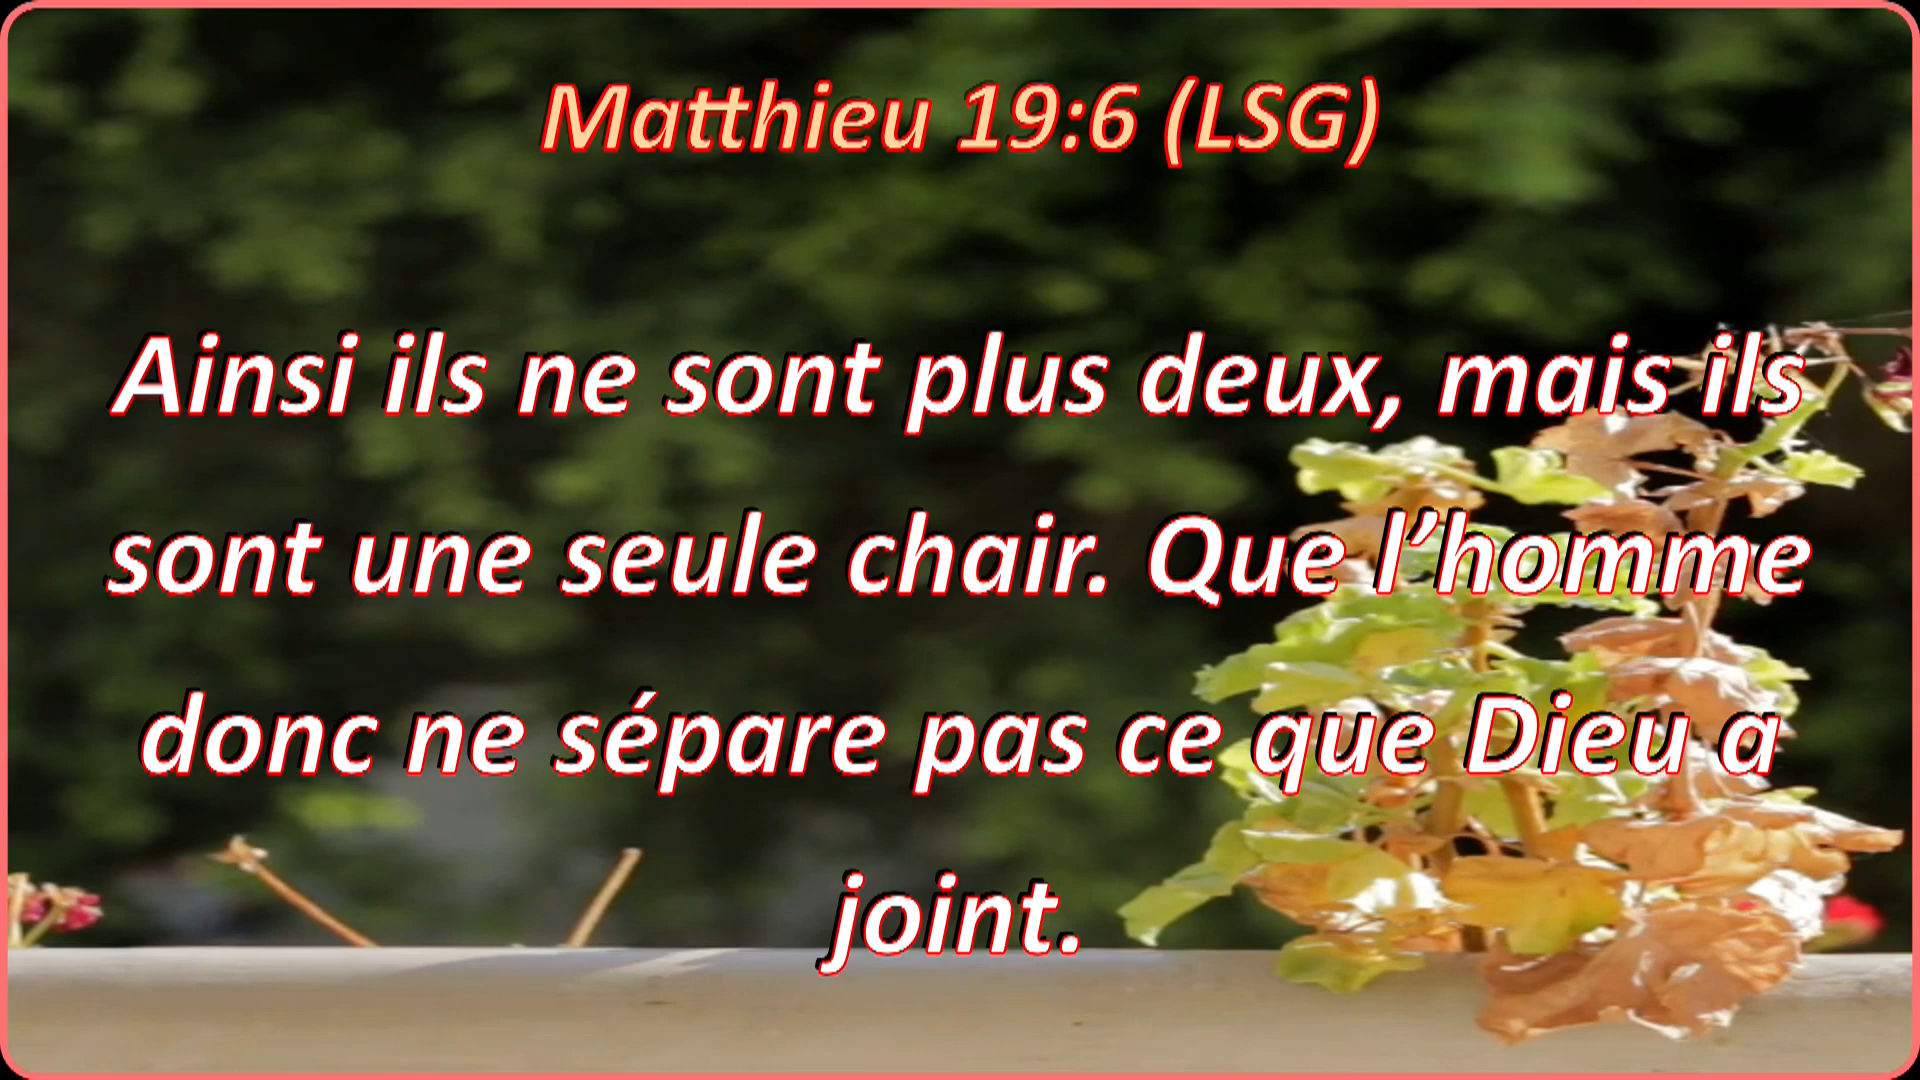 Matthieu 19:6 (LSG)
Ainsi ils ne sont plus deux, mais ils
sont une seule chair. Que l’homme
donc ne sépare pas ce que Dieu a
joint.